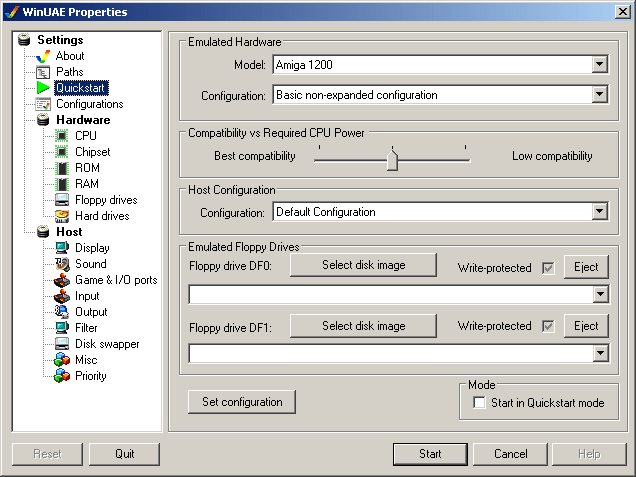 WinUAE Properties
Settings
About
Paths
Quickstart
Configurations
Hardware
CPU
Chipset
ROM
RAM
Floppy drives
Hard drives
Host
Display
Sound
Game & I/O ports
Input
Output
Filter
Disk swapper
Misc
Priority
Emulated Hardware
Model: Amiga 1200
Configuration: Basic non-expanded configuration
Compatibility vs Required CPU Power
Best compatibility Low compatibility
Host Configuration
Configuration: Default Configuration
Emulated Floppy Drives
Floppy drive DF0: Select disk image Write-protected Eject
Floppy drive DF1: Select disk image Write-protected Eject
Set configuration
Mode
Start in Quickstart mode
Reset Quit Start Cancel Help